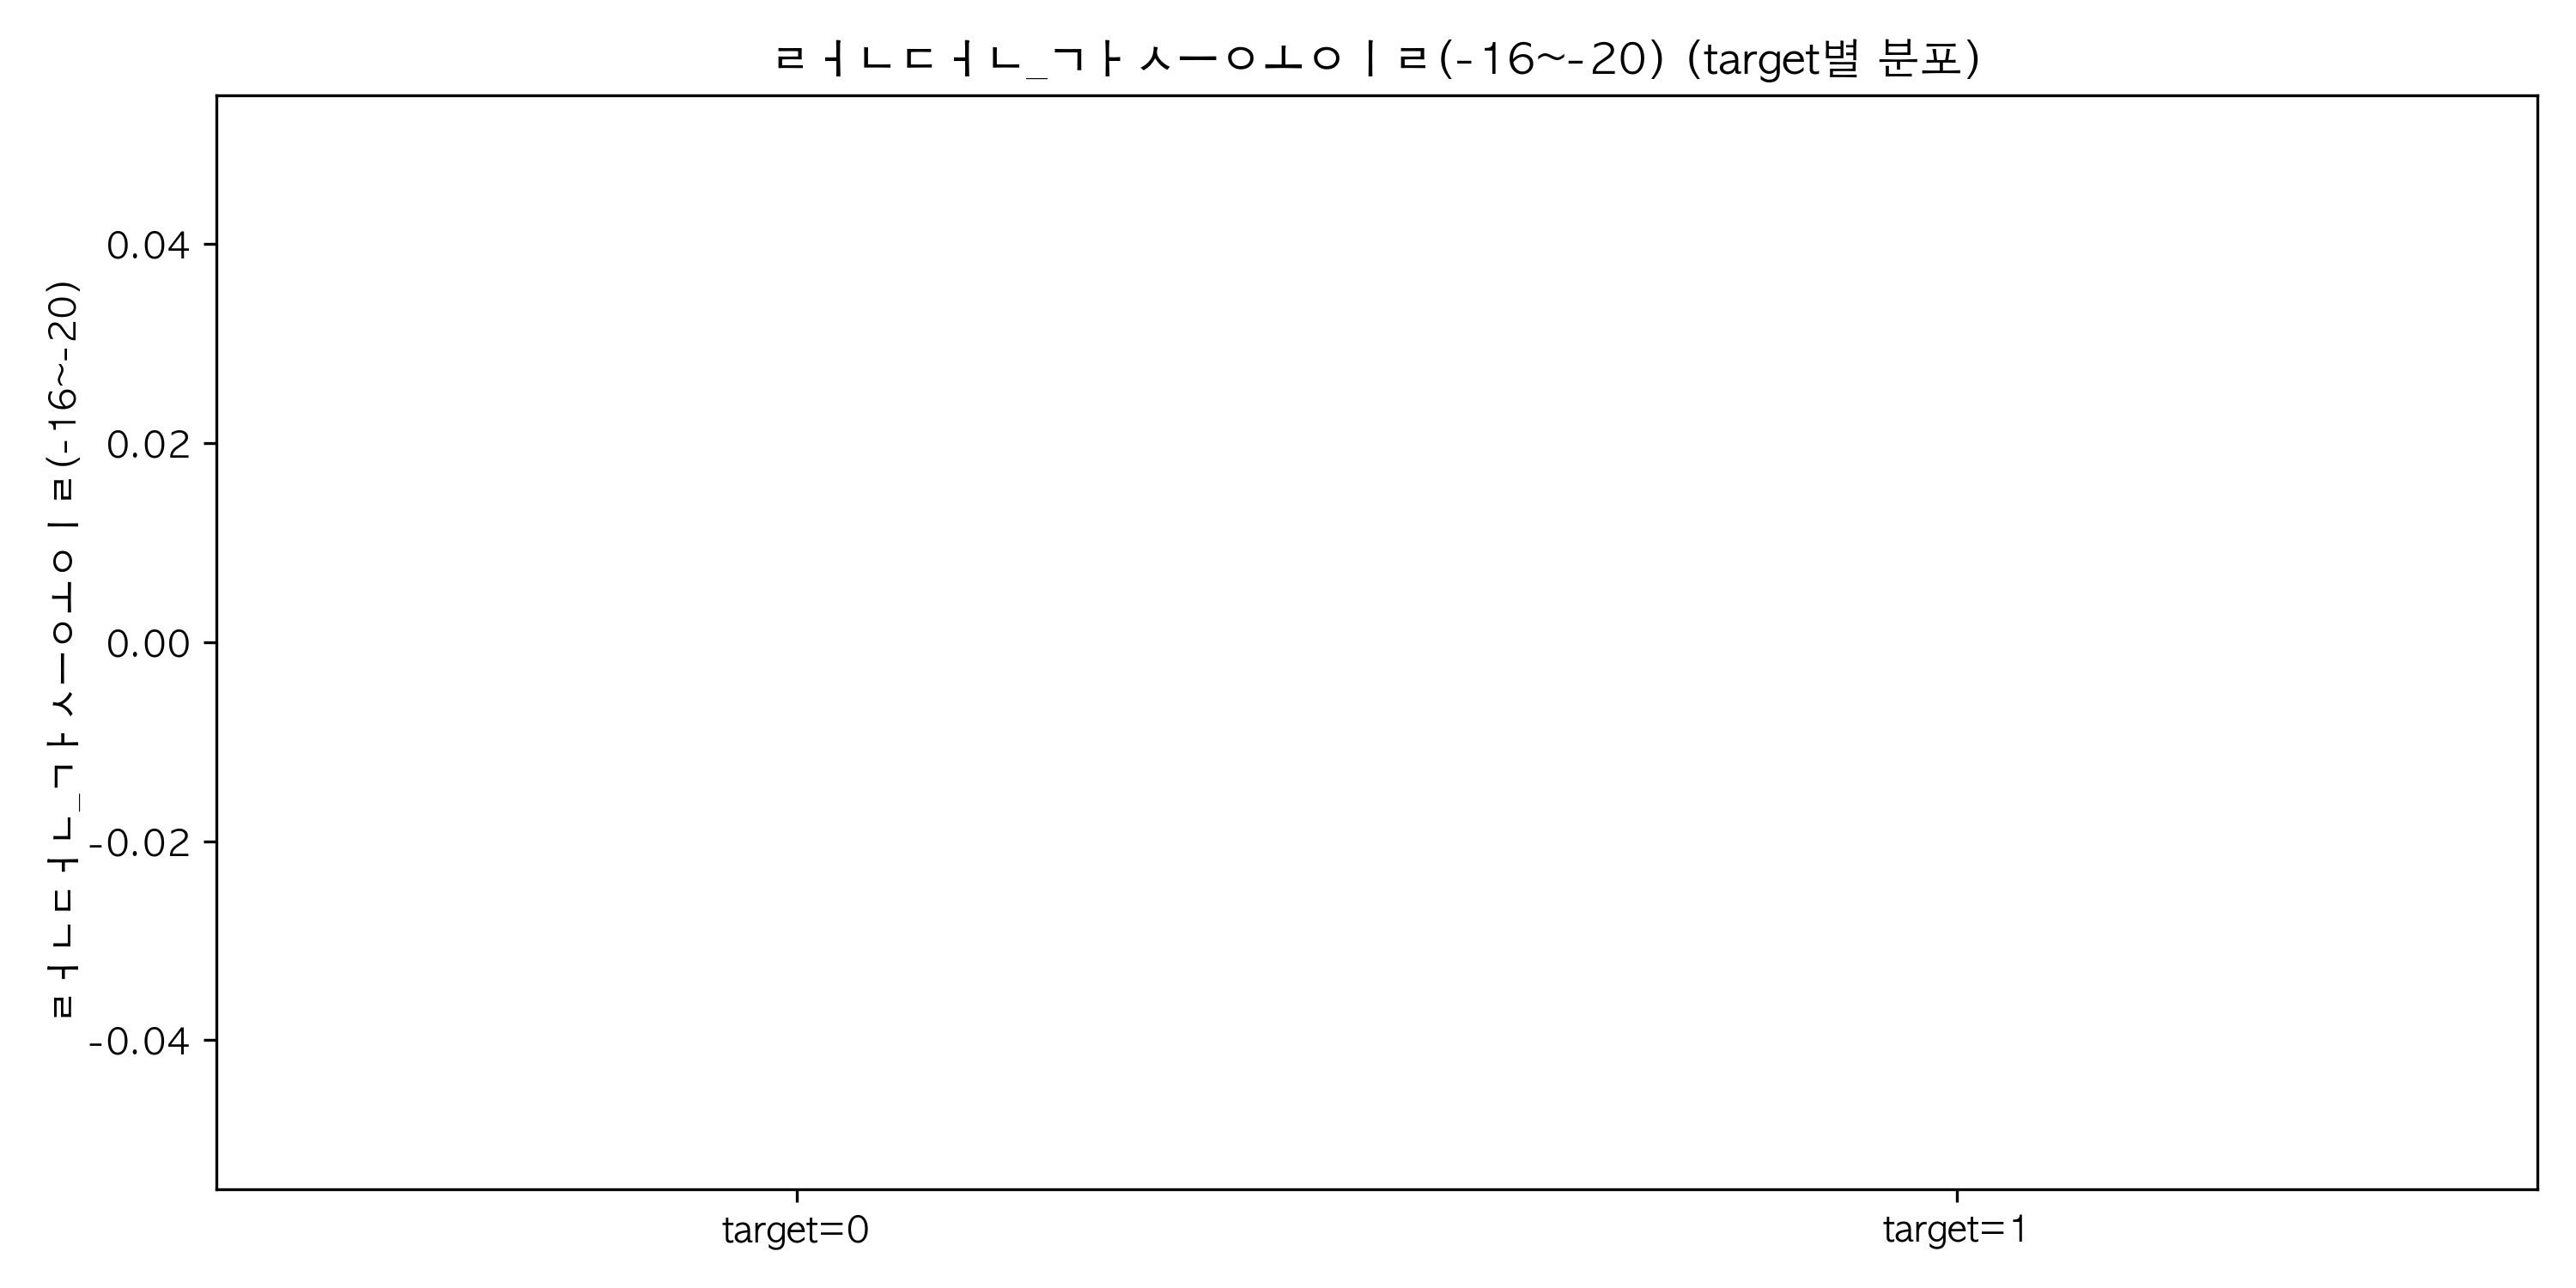 ㄹㅓㄴㄷㅓㄴ_ㄱㅏㅅㅡㅇㅗㅇㅣㄹ(-16~-20) (target별 분포)
ㄹㅓㄴㄷㅓㄴ_ㄱㅏㅅㅡㅇㅗㅇㅣㄹ(-16~-20)
0.04
0.02
0.00
-0.02
-0.04
target=0
target=1